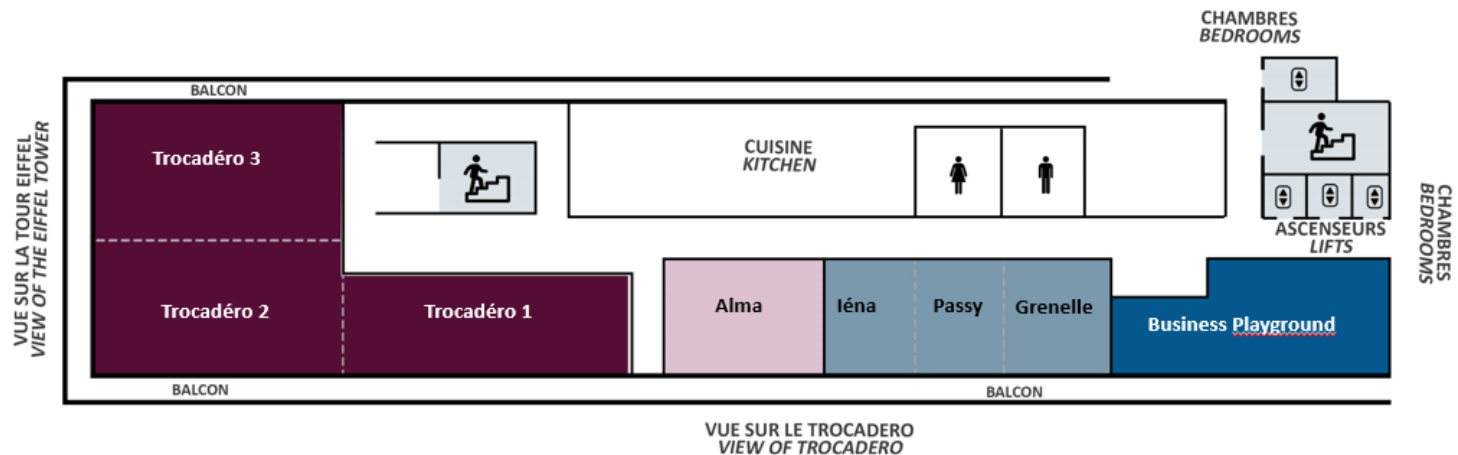 CHAMBRES
BEDROOMS
BALCON
VUE SUR LA TOUR EIFFEL
VIEW OF THE EIFFEL TOWER
Trocadéro 3
CUISINE
KITCHEN
ASCENSEURS
LIFTS
CHAMBRES
BEDROOMS
Trocadéro 2
Trocadéro 1
Alma
Iéna
Passy
Grenelle
Business Playground
BALCON
BALCON
VUE SUR LE TROCADERO
VIEW OF TROCADERO